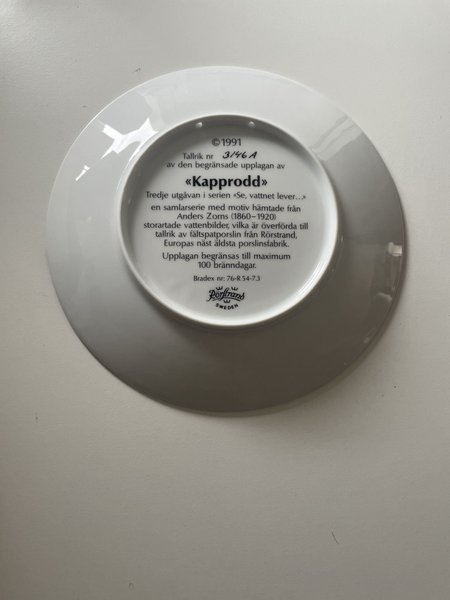 ©1991
Tallrik nr 3146A
av den begränsade upplagan av
«Kapprodd»
Tredje utgåvan i serien «Se, vattnet lever...»
en samlarserie med motiv hämtade från
Anders Zorns (1860–1920)
storartade vattenbilder, vilka är överförda till
tallrik av fältspatporslin från Rörstrand,
Europas näst äldsta porslinsfabrik.
Upplagan begränsas till maximum
100 bränndagar.
Bradex nr: 76-R 54-7.3
Rörstrand
SWEDEN